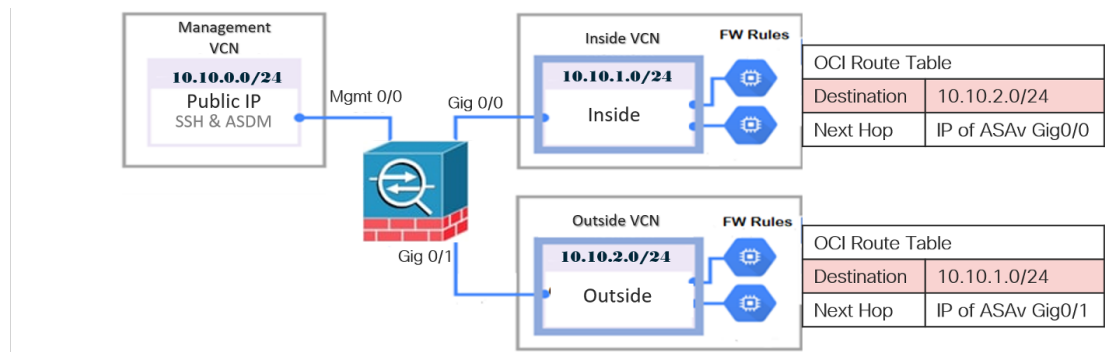 Management
VCN
10.10.0.0/24
Public IP
SSH & ASDM
Mgmt 0/0
Gig 0/0
Inside VCN
FW Rules
10.10.1.0/24
Inside
OCI Route Table
Destination 10.10.2.0/24
Next Hop IP of ASAv Gig0/0
Gig 0/1
Outside VCN
FW Rules
10.10.2.0/24
Outside
OCI Route Table
Destination 10.10.1.0/24
Next Hop IP of ASAv Gig0/1